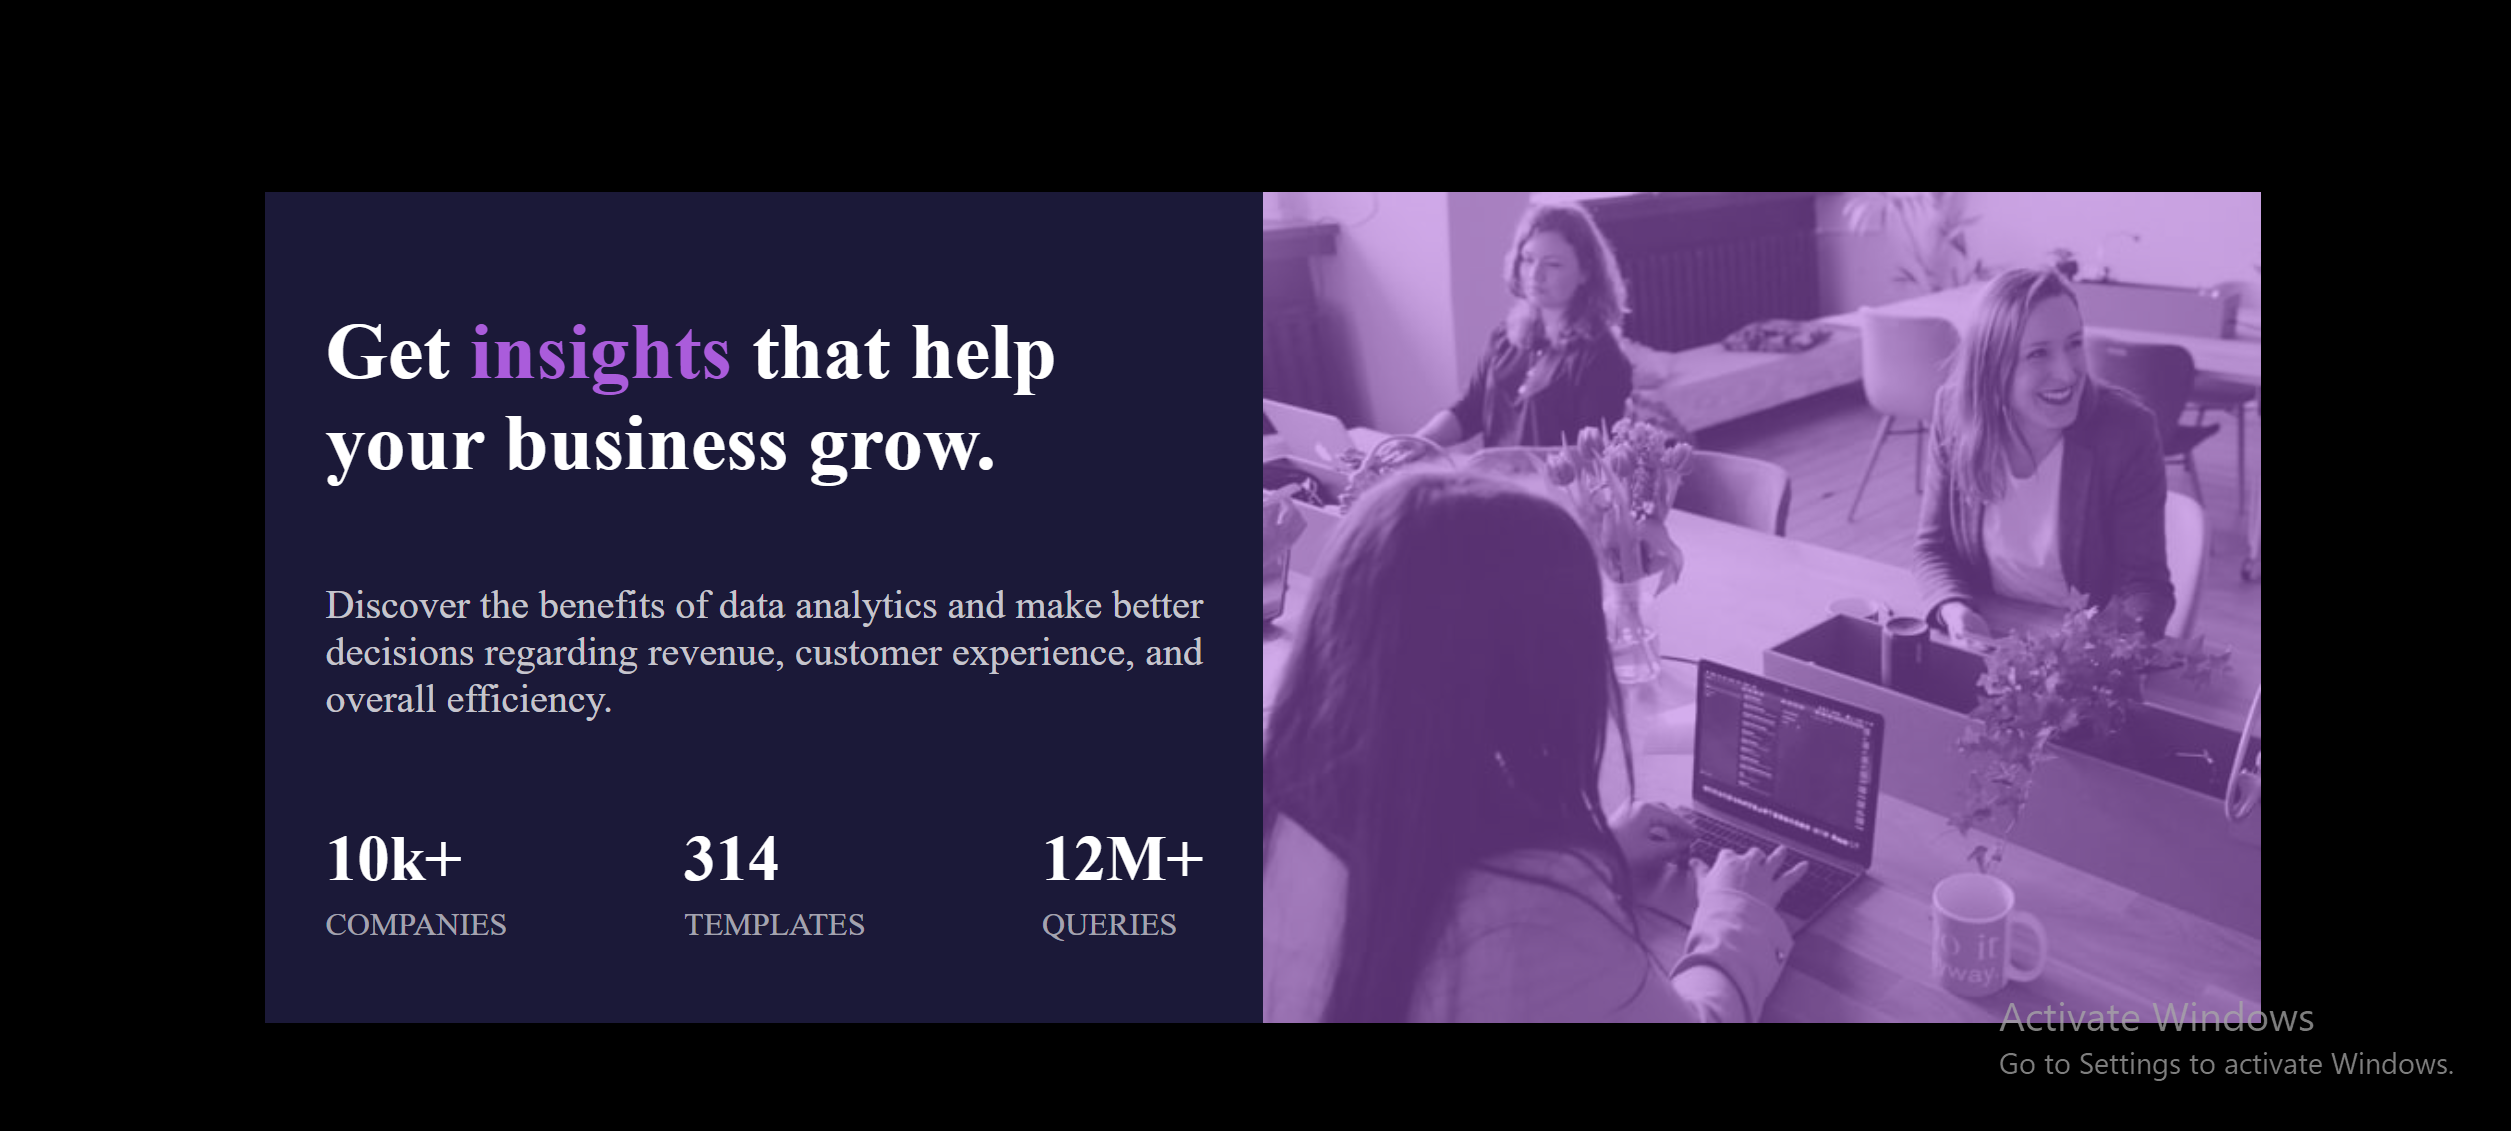 Get insights that help
your business grow.
Discover the benefits of data analytics and make better
decisions regarding revenue, customer experience, and
overall efficiency.
10k+ 314 12M+
COMPANIES TEMPLATES QUERIES
Activate Windows
Go to Settings to activate Windows.